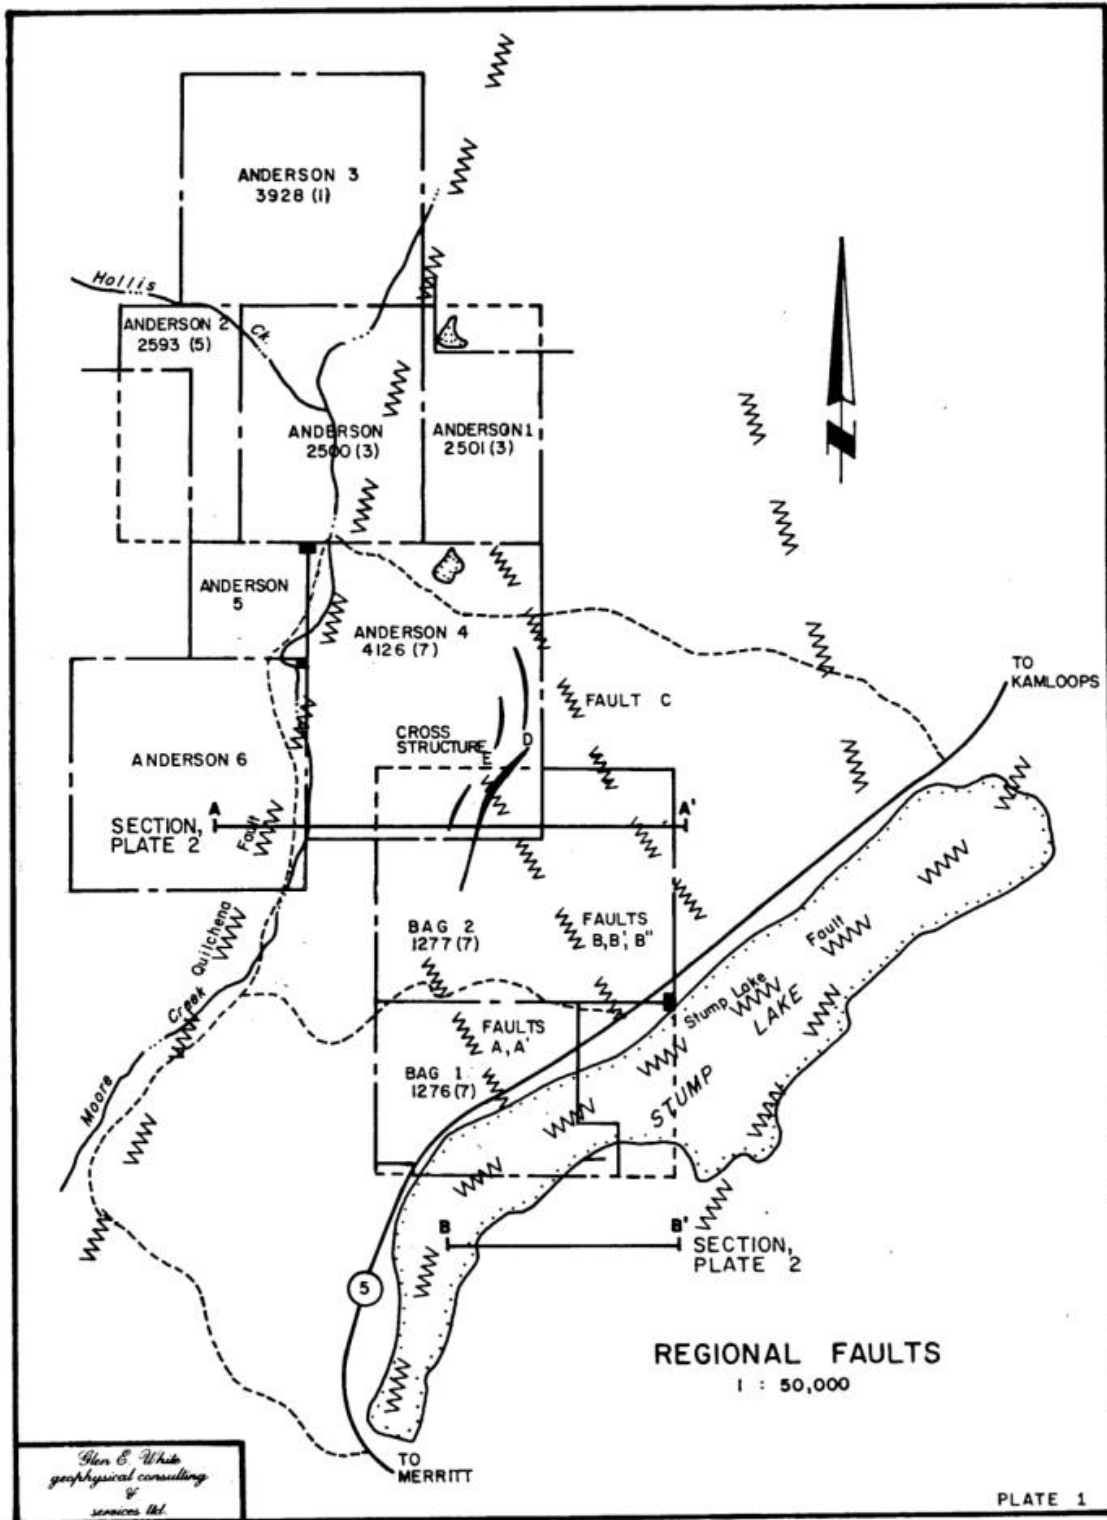 ANDERSON 3
3928 (1)
Hollis
Ck.
ANDERSON 2
2593 (5)
ANDERSON
2500 (3)
ANDERSON 1
2501 (3)
ANDERSON
5
ANDERSON 4
4126 (7)
TO
KAMLOOPS
FAULT C
CROSS
STRUCTURE
D
E
ANDERSON 6
A
A'
SECTION,
PLATE 2
Fault
Quilchena
BAG 2
1277 (7)
FAULTS
B, B', B"
Fault
Stump Lake
LAKE
STUMP
Creek
Moore
FAULTS
A, A'
BAG 1
1276 (7)
B
B'
SECTION,
PLATE 2
5
REGIONAL FAULTS
1 : 50,000
TO
MERRITT
Glen E. White
geophysical consulting
&
services ltd.
PLATE 1